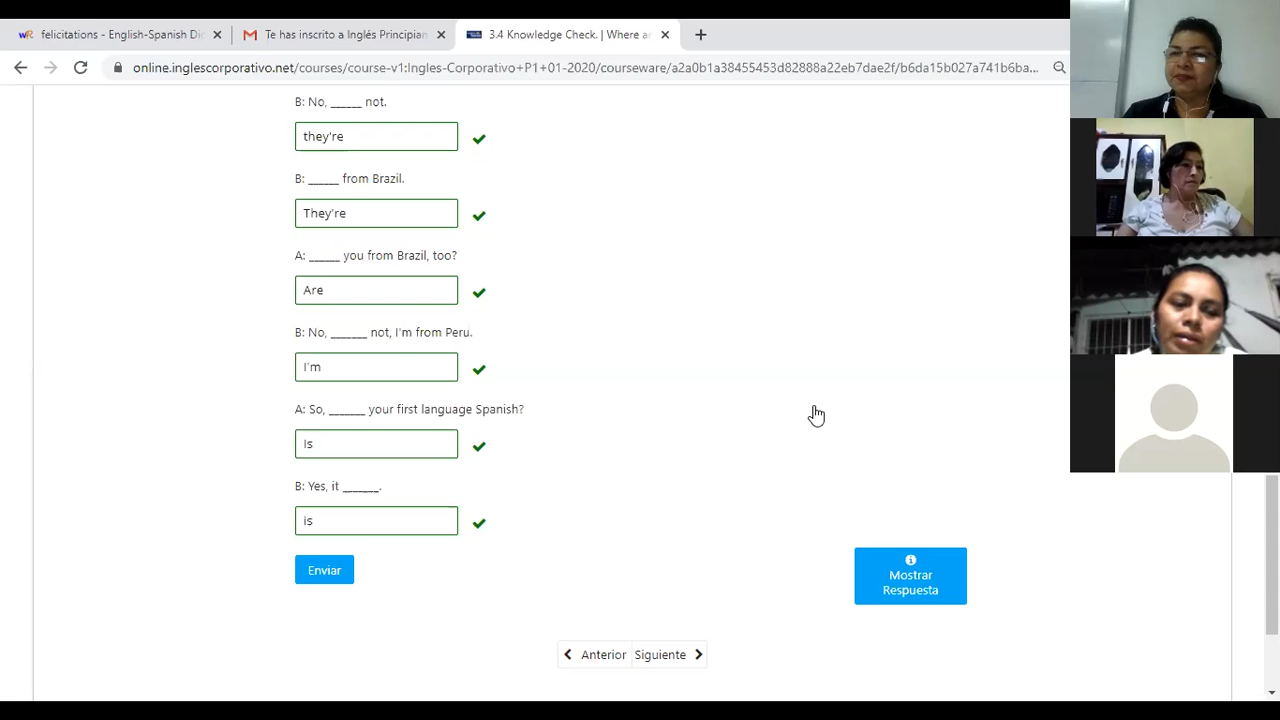 felicitations - English-Spanish Dic
Te has inscrito a Inglés Principian
3.4 Knowledge Check. | Where a
online.inglescorporativo.net/courses/course-v1:Ingles-Corporativo+P1+01-2020/courseware/a2a0b1a38455453d82888a22eb7dae2f/b6da15b027a741b6ba...
B: No, ______ not.
they're
B: ______ from Brazil.
They're
A: ______ you from Brazil, too?
Are
B: No, _______ not, I'm from Peru.
I'm
A: So, _______ your first language Spanish?
Is
B: Yes, it _______.
is
Enviar
Mostrar
Respuesta
Anterior Siguiente